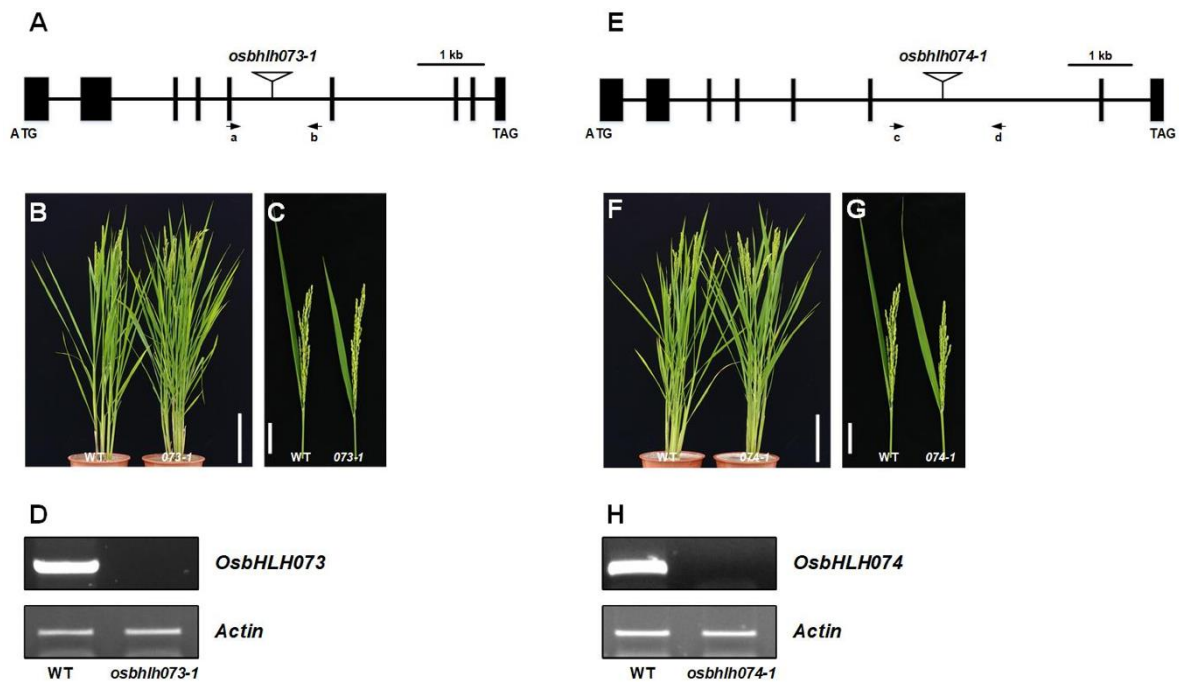 A
osbhlh073-1
1 kb
ATG
a
b
TAG
E
osbhlh074-1
1 kb
ATG
c
d
TAG
B
WT
073-1
C
WT
073-1
F
WT
074-1
G
WT
074-1
D
OsbHLH073
Actin
WT
osbhlh073-1
H
OsbHLH074
Actin
WT
osbhlh074-1